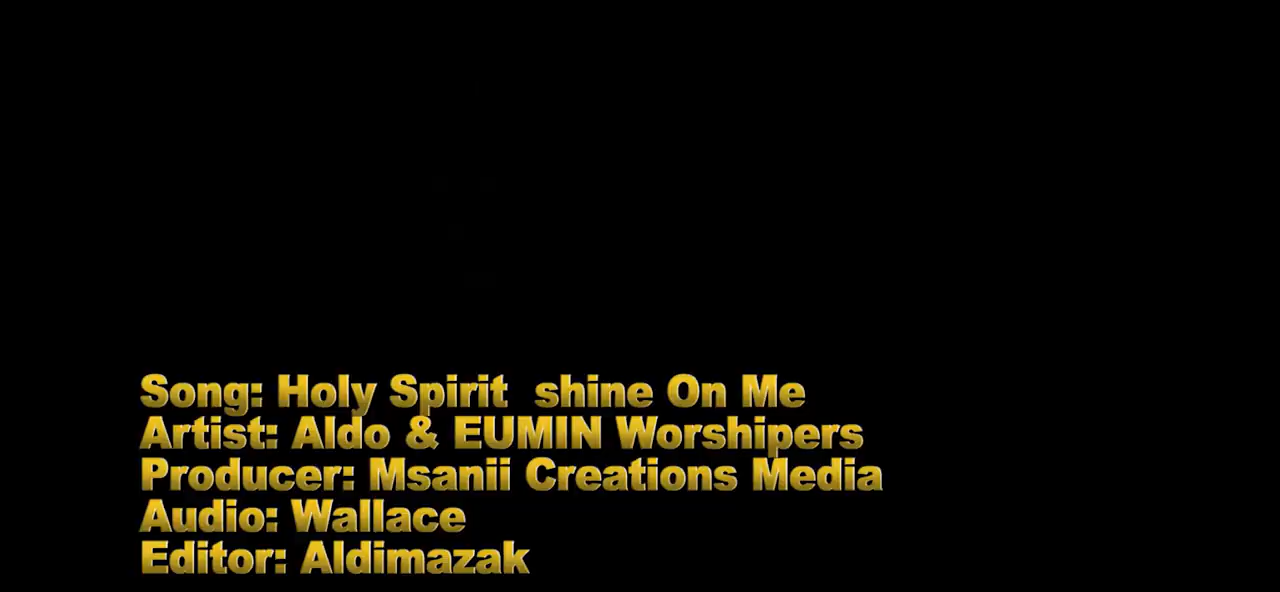 Song: Holy Spirit  shine On Me
Artist: Aldo & EUMIN Worshipers
Producer: Msanii Creations Media
Audio: Wallace
Editor: Aldimazak